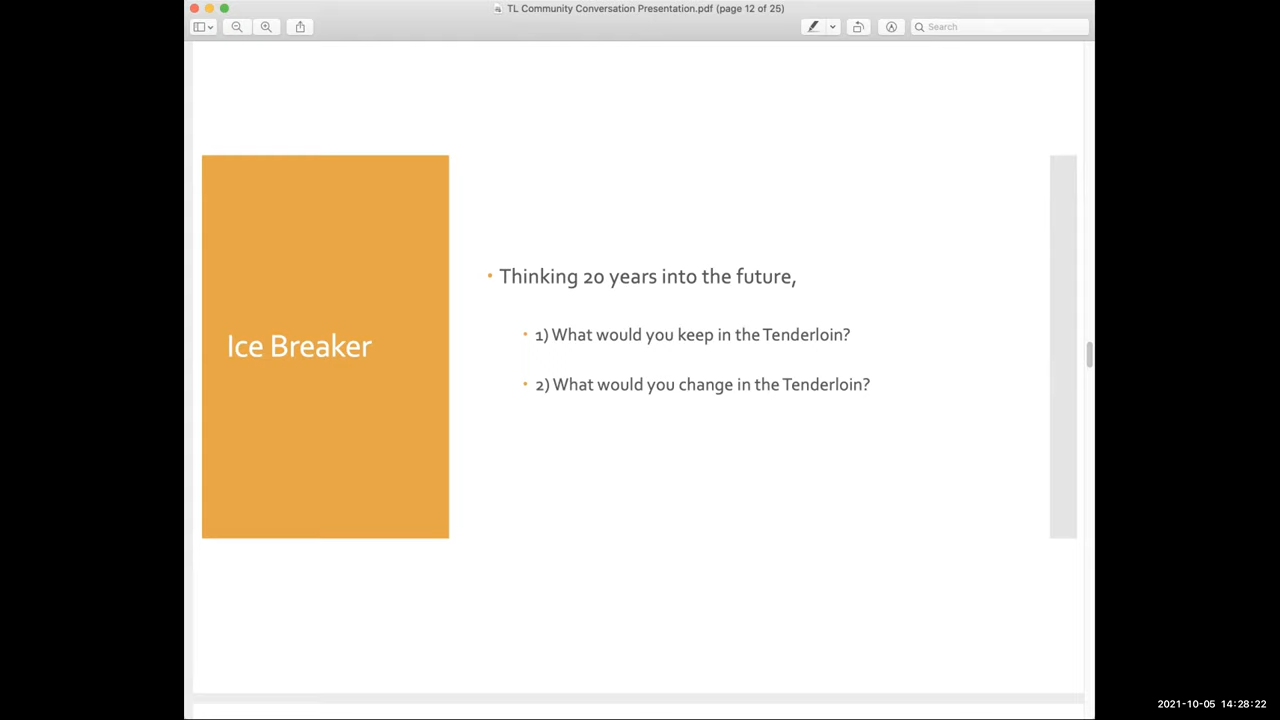 TL Community Conversation Presentation.pdf (page 12 of 25)
Search
Ice Breaker
• Thinking 20 years into the future,
• 1) What would you keep in the Tenderloin?
• 2) What would you change in the Tenderloin?
2021-10-05 14:28:22